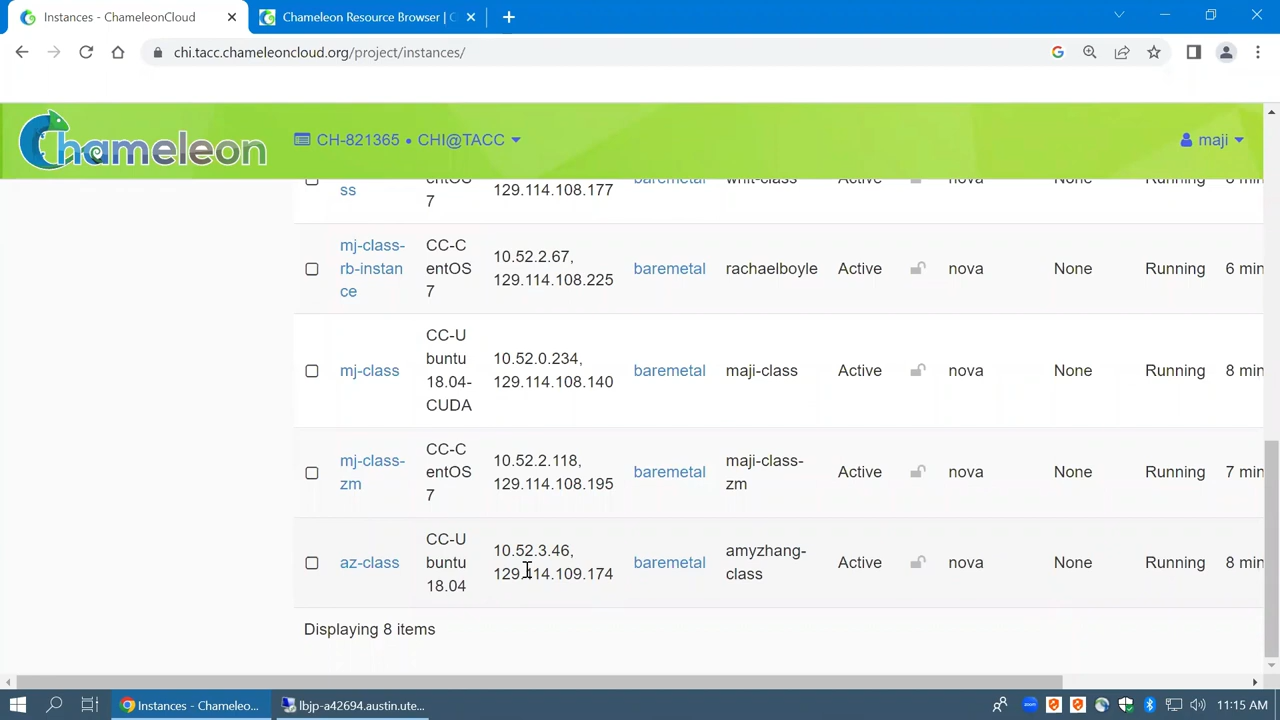 Instances - ChameleonCloud
Chameleon Resource Browser | C
chi.tacc.chameleoncloud.org/project/instances/
Chameleon
CH-821365 • CHI@TACC
maji
ss
entOS
7
129.114.108.177
baremetal
whit-class
Active
nova
None
Running
mj-class-
rb-instan
ce
CC-C
entOS
7
10.52.2.67,
129.114.108.225
baremetal
rachaelboyle
Active
nova
None
Running
6 min
mj-class
CC-U
buntu
18.04-
CUDA
10.52.0.234,
129.114.108.140
baremetal
maji-class
Active
nova
None
Running
8 min
mj-class-
zm
CC-C
entOS
7
10.52.2.118,
129.114.108.195
baremetal
maji-class-
zm
Active
nova
None
Running
7 min
az-class
CC-U
buntu
18.04
10.52.3.46,
129.114.109.174
baremetal
amyzhang-
class
Active
nova
None
Running
8 min
Displaying 8 items
Instances - Chameleo...
lbjp-a42694.austin.ute...
zoom
11:15 AM